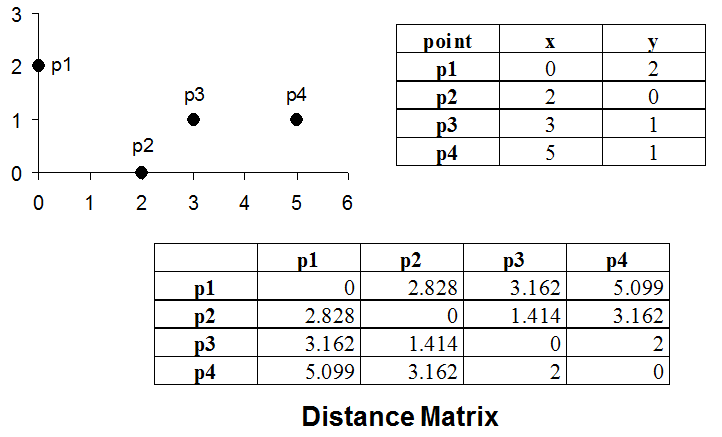 3
2
p1
p3
p4
1
p2
0
0 1 2 3 4 5 6
point x y
p1 0 2
p2 2 0
p3 3 1
p4 5 1
p1 p2 p3 p4
p1 0 2.828 3.162 5.099
p2 2.828 0 1.414 3.162
p3 3.162 1.414 0 2
p4 5.099 3.162 2 0
Distance Matrix